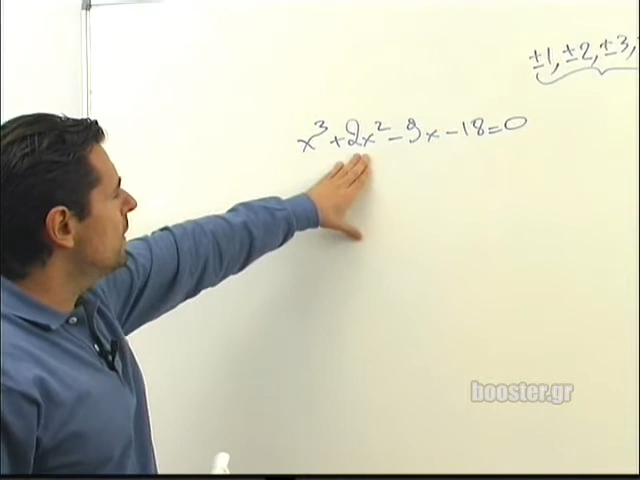 ±1, ±2, ±3,
x³ + 2x² - 9x - 18 = 0
booster.gr